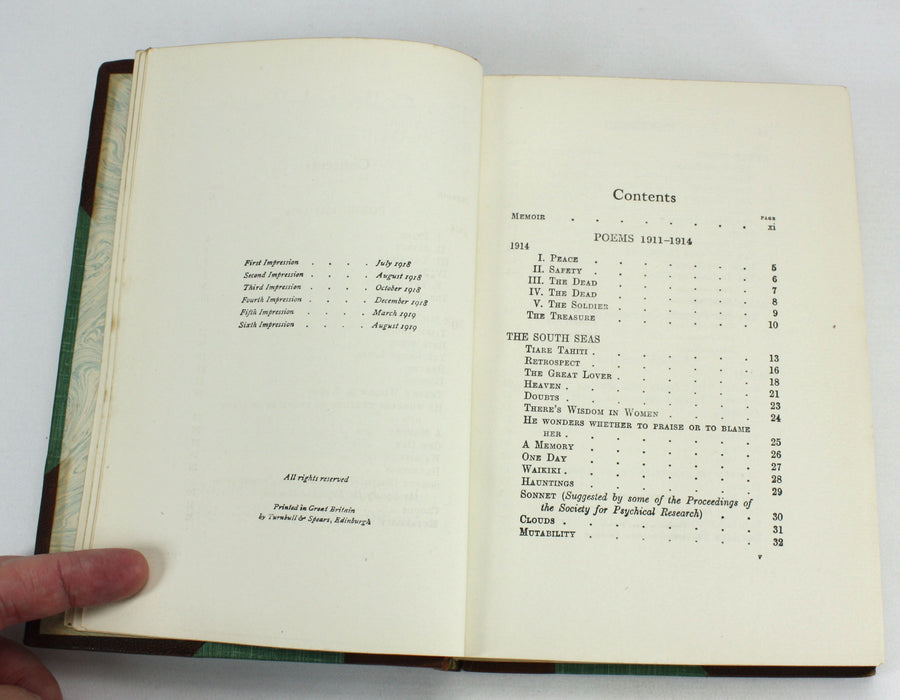 First Impression . . . . July 1918
Second Impression . . . . August 1918
Third Impression . . . . October 1918
Fourth Impression . . . . December 1918
Fifth Impression . . . . March 1919
Sixth Impression . . . . August 1919
All rights reserved
Printed in Great Britain
by Turnbull & Spears, Edinburgh
Contents
PAGE
MEMOIR . . . . . . . . xi
POEMS 1911–1914
1914
I. PEACE . . . . . . . 5
II. SAFETY . . . . . . . 6
III. THE DEAD . . . . . . 7
IV. THE DEAD . . . . . . 8
V. THE SOLDIER . . . . . . 9
THE TREASURE . . . . . . 10
THE SOUTH SEAS
TIARE TAHITI . . . . . . . 13
RETROSPECT . . . . . . . 16
THE GREAT LOVER . . . . . . 18
HEAVEN . . . . . . . . 21
DOUBTS . . . . . . . . 23
THERE'S WISDOM IN WOMEN . . . . 24
HE WONDERS WHETHER TO PRAISE OR TO BLAME
HER . . . . . . . . 25
A MEMORY . . . . . . . 26
ONE DAY . . . . . . . 27
WAIKIKI . . . . . . . . 28
HAUNTINGS . . . . . . . 29
SONNET (Suggested by some of the Proceedings of
the Society for Psychical Research) . . 30
CLOUDS . . . . . . . . 31
MUTABILITY . . . . . . . 32
v